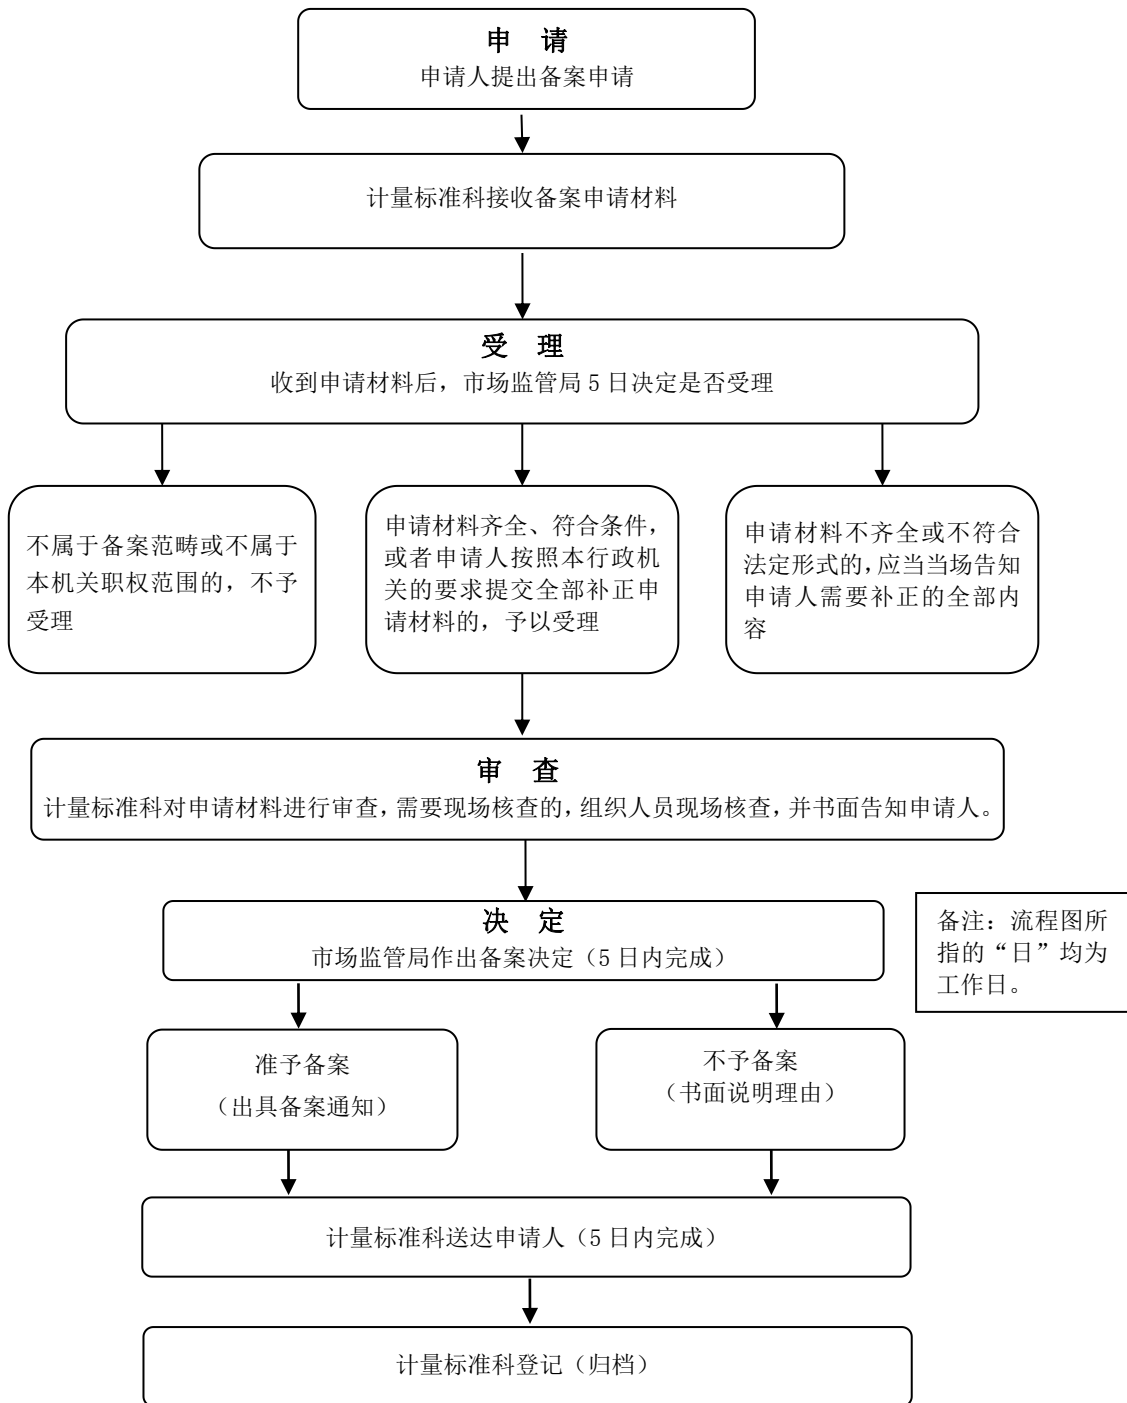 申 请
申请人提出备案申请
计量标准科接收备案申请材料
受 理
收到申请材料后，市场监管局 5 日决定是否受理
不属于备案范畴或不属于
本机关职权范围的，不予
受理
申请材料齐全、符合条件，
或者申请人按照本行政机
关的要求提交全部补正申
请材料的，予以受理
申请材料不齐全或不符合
法定形式的，应当当场告知
申请人需要补正的全部内
容
审 查
计量标准科对申请材料进行审查，需要现场核查的，组织人员现场核查，并书面告知申请人。
决 定
市场监管局作出备案决定（5 日内完成）
备注：流程图所
指的“日”均为
工作日。
准予备案
（出具备案通知）
不予备案
（书面说明理由）
计量标准科送达申请人（5 日内完成）
计量标准科登记（归档）